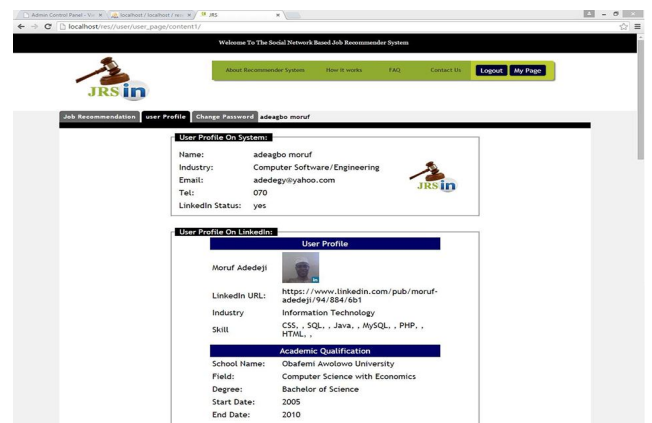 Admin Control Panel - Vie
localhost / localhost / res
JRS
localhost/res//user/user_page/content1/
Welcome To The Social Network Based Job Recommender System
JRS in
About Recommender System How it works FAQ Contact Us Logout My Page
Job Recommendation user Profile Change Password adeagbo moruf
User Profile On System:
Name: adeagbo moruf
Industry: Computer Software/Engineering
Email: adedegy@yahoo.com
Tel: 070
LinkedIn Status: yes
JRS in
User Profile On LinkedIn:
User Profile
Moruf Adedeji
in
LinkedIn URL: https://www.linkedin.com/pub/moruf-
adedeji/94/884/6b1
Industry Information Technology
Skill CSS, , SQL, , Java, , MySQL, , PHP, ,
HTML, ,
Academic Qualification
School Name: Obafemi Awolowo University
Field: Computer Science with Economics
Degree: Bachelor of Science
Start Date: 2005
End Date: 2010